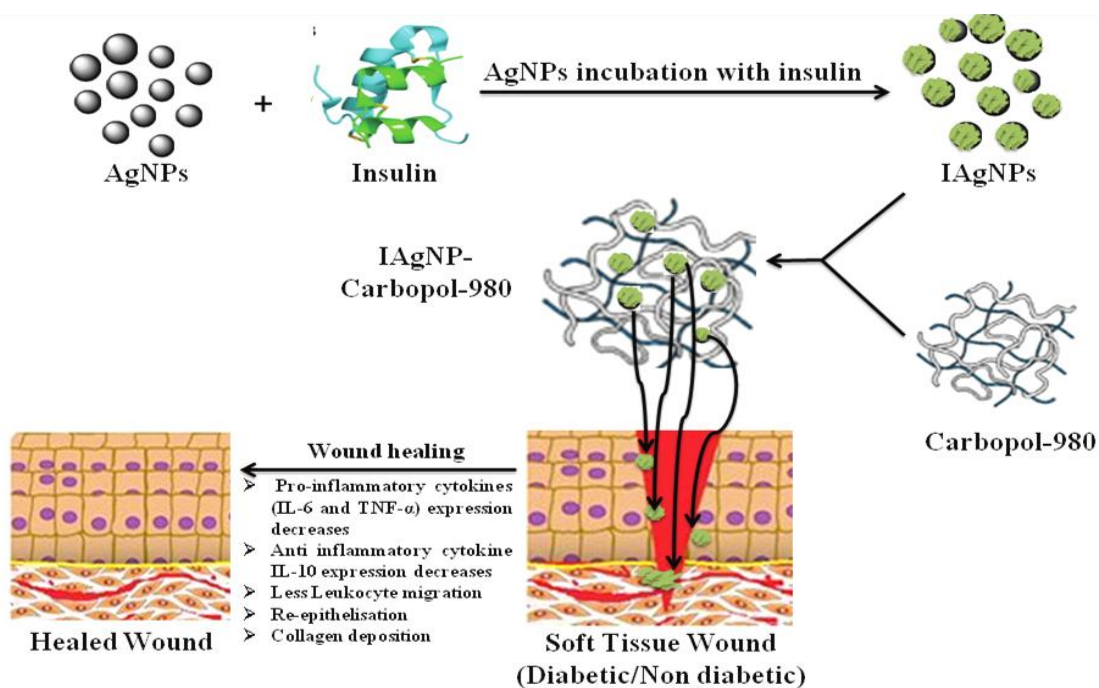 AgNPs incubation with insulin
+
AgNPs
Insulin
IAgNPs
IAgNP-
Carbopol-980
Carbopol-980
Wound healing
➢ Pro-inflammatory cytokines
(IL-6 and TNF-α) expression
decreases
➢ Anti inflammatory cytokine
IL-10 expression decreases
➢ Less Leukocyte migration
➢ Re-epithelisation
➢ Collagen deposition
Healed Wound
Soft Tissue Wound
(Diabetic/Non diabetic)